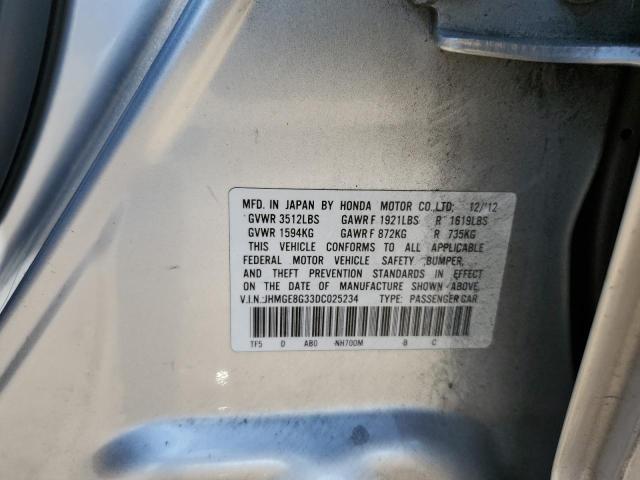 MFD. IN JAPAN BY HONDA MOTOR CO.,LTD; 12/'12
GVWR 3512LBS GAWR F 1921LBS R 1619LBS
GVWR 1594KG GAWR F 872KG R 735KG
THIS VEHICLE CONFORMS TO ALL APPLICABLE
FEDERAL MOTOR VEHICLE SAFETY, BUMPER,
AND THEFT PREVENTION STANDARDS IN EFFECT
ON THE DATE OF MANUFACTURE SHOWN ABOVE.
V.I.N.:JHMGE8G33DC025234 TYPE: PASSENGER CAR
TF5 D AB0 NH700M B C